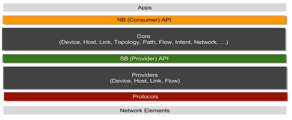 Apps
NB (Consumer) API
Core
(Device, Host, Link, Topology, Path, Flow, Intent, Network, ...)
SB (Provider) API
Providers
(Device, Host, Link, Flow)
Protocols
Network Elements